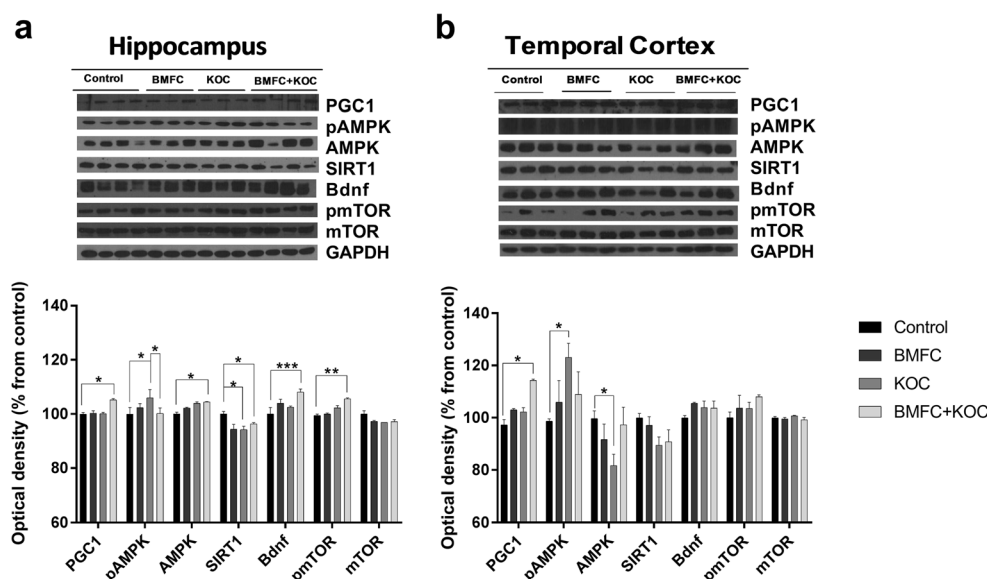 a
Hippocampus
Control BMFC KOC BMFC+KOC
PGC1
pAMPK
AMPK
SIRT1
Bdnf
pmTOR
mTOR
GAPDH
Optical density (% from control)
140
120
100
80
60
* * * * * * *** **
PGC1 pAMPK AMPK SIRT1 Bdnf pmTOR mTOR
b
Temporal Cortex
Control BMFC KOC BMFC+KOC
PGC1
pAMPK
AMPK
SIRT1
Bdnf
pmTOR
mTOR
GAPDH
Optical density (% from control)
140
120
100
80
60
* * *
PGC1 pAMPK AMPK SIRT1 Bdnf pmTOR mTOR
Control
BMFC
KOC
BMFC+KOC